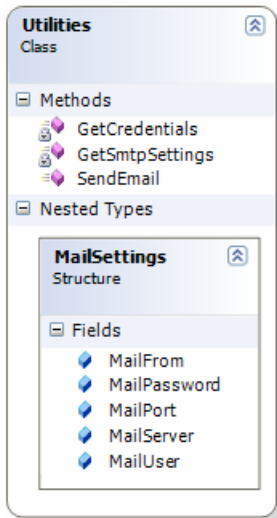 Utilities
Class
Methods
GetCredentials
GetSmtpSettings
SendEmail
Nested Types
MailSettings
Structure
Fields
MailFrom
MailPassword
MailPort
MailServer
MailUser